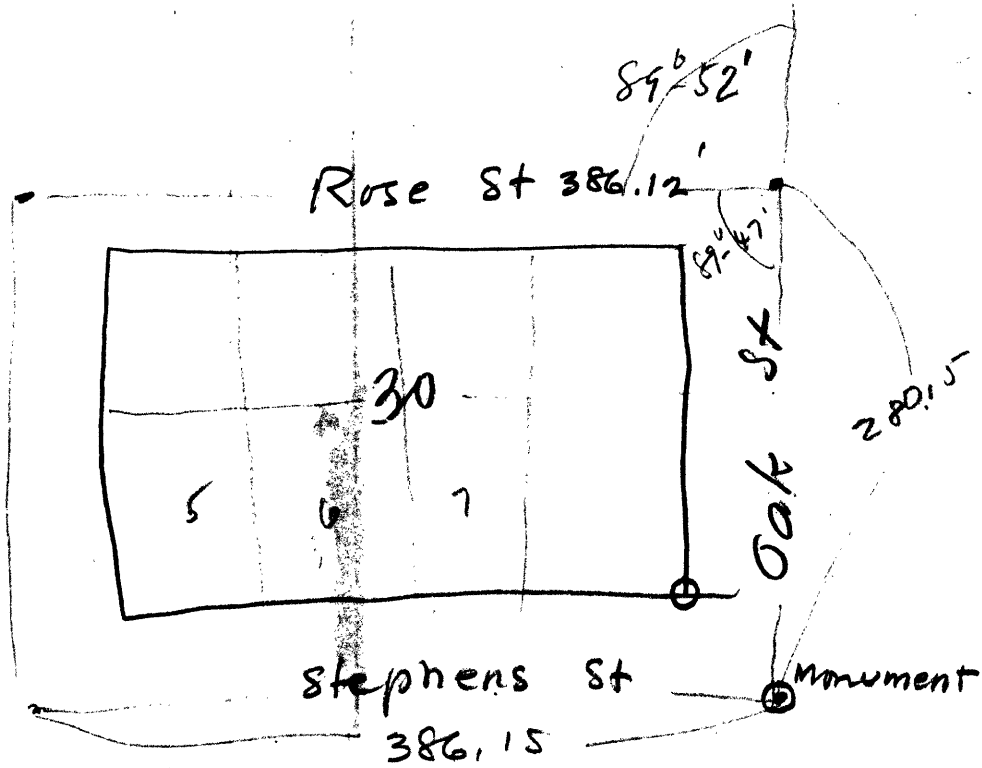 89°-52'
Rose St 386.12'
89°-47'
30
Oak St
280.15
5 6 7
Stephens St
Monument
386.15